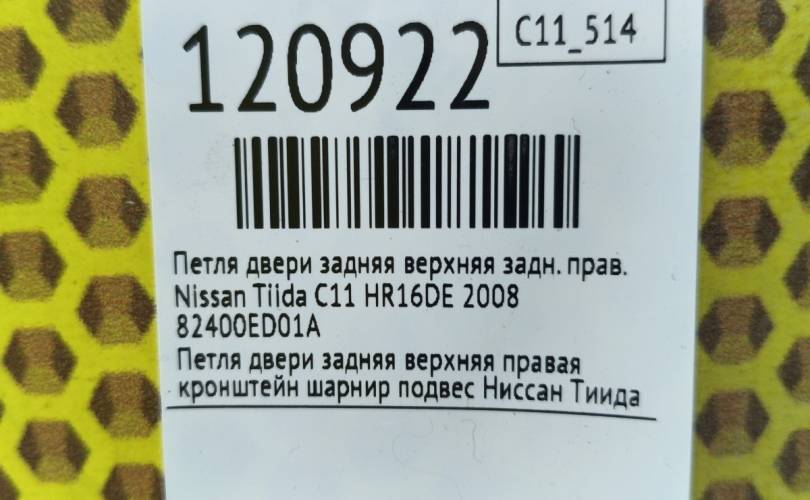 120922
C11_514
Петля двери задняя верхняя задн. прав.
Nissan Tiida C11 HR16DE 2008
82400ED01A
Петля двери задняя верхняя правая
кронштейн шарнир подвес Ниссан Тиида